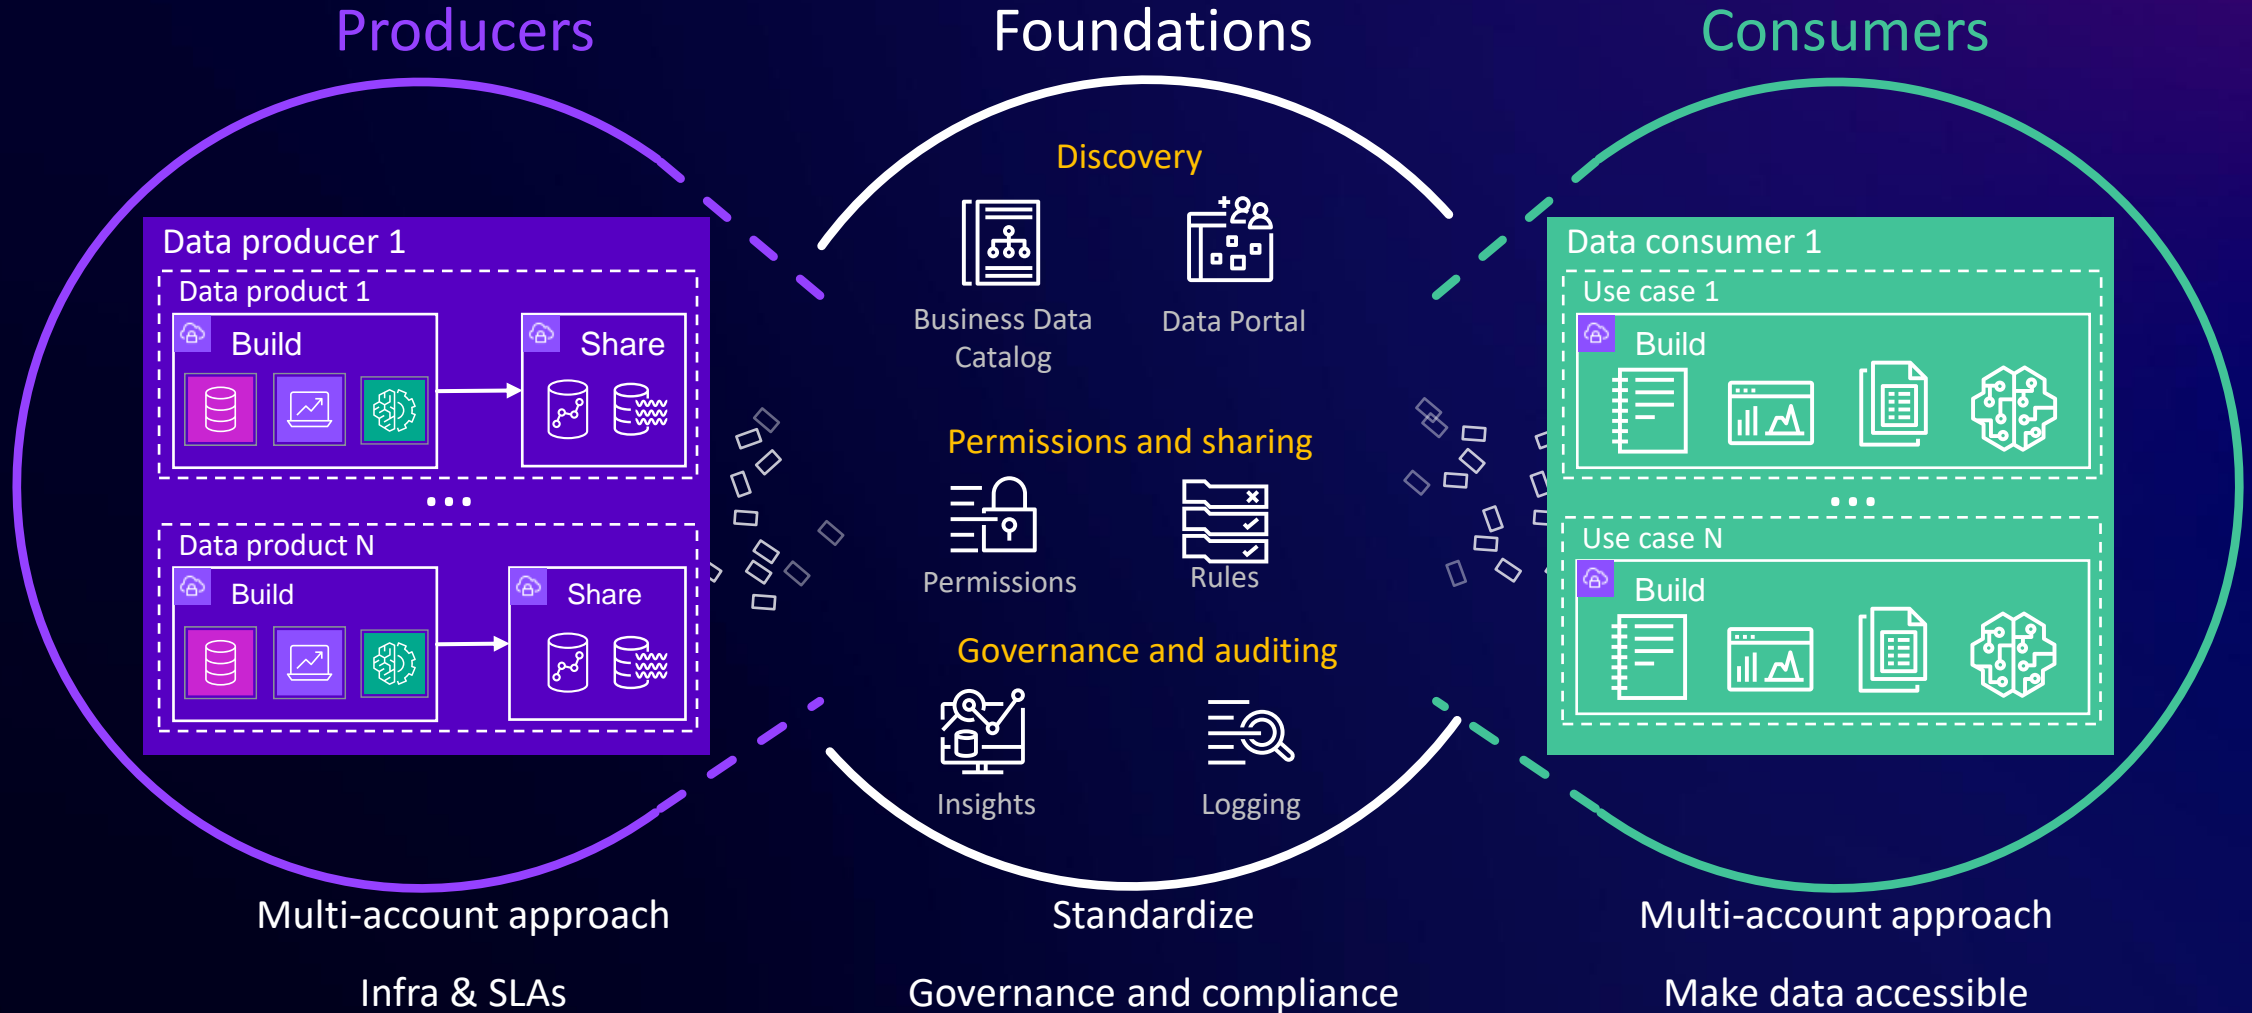 Producers
Foundations
Consumers
Data producer 1
Data product 1
Build
Share
...
Data product N
Build
Share
Discovery
Business Data
Catalog
Data Portal
Permissions and sharing
Permissions
Rules
Governance and auditing
Insights
Logging
Data consumer 1
Use case 1
Build
...
Use case N
Build
Multi-account approach
Infra & SLAs
Standardize
Governance and compliance
Multi-account approach
Make data accessible